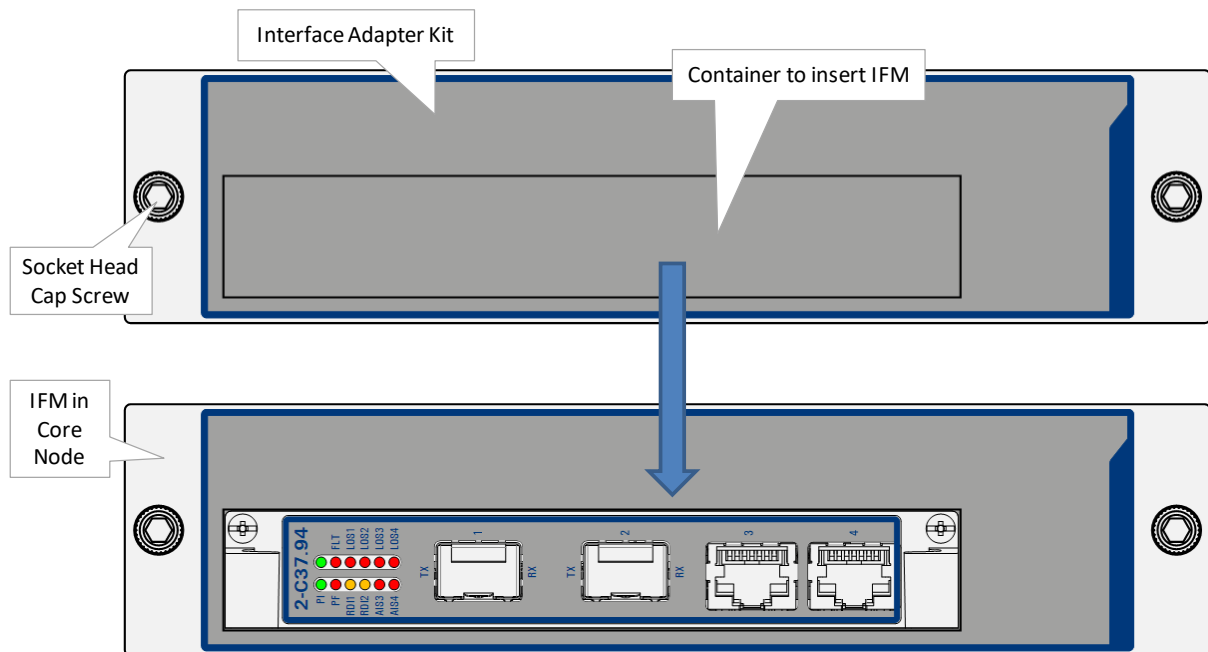 Interface Adapter Kit
Container to insert IFM
Socket Head
Cap Screw
IFM in
Core
Node
2-C37.94
FLT
LOS1
LOS2
LOS3
LOS4
PI
PF
RDI1
RDI2
AIS3
AIS4
TX
1
RX
TX
2
RX
3
4